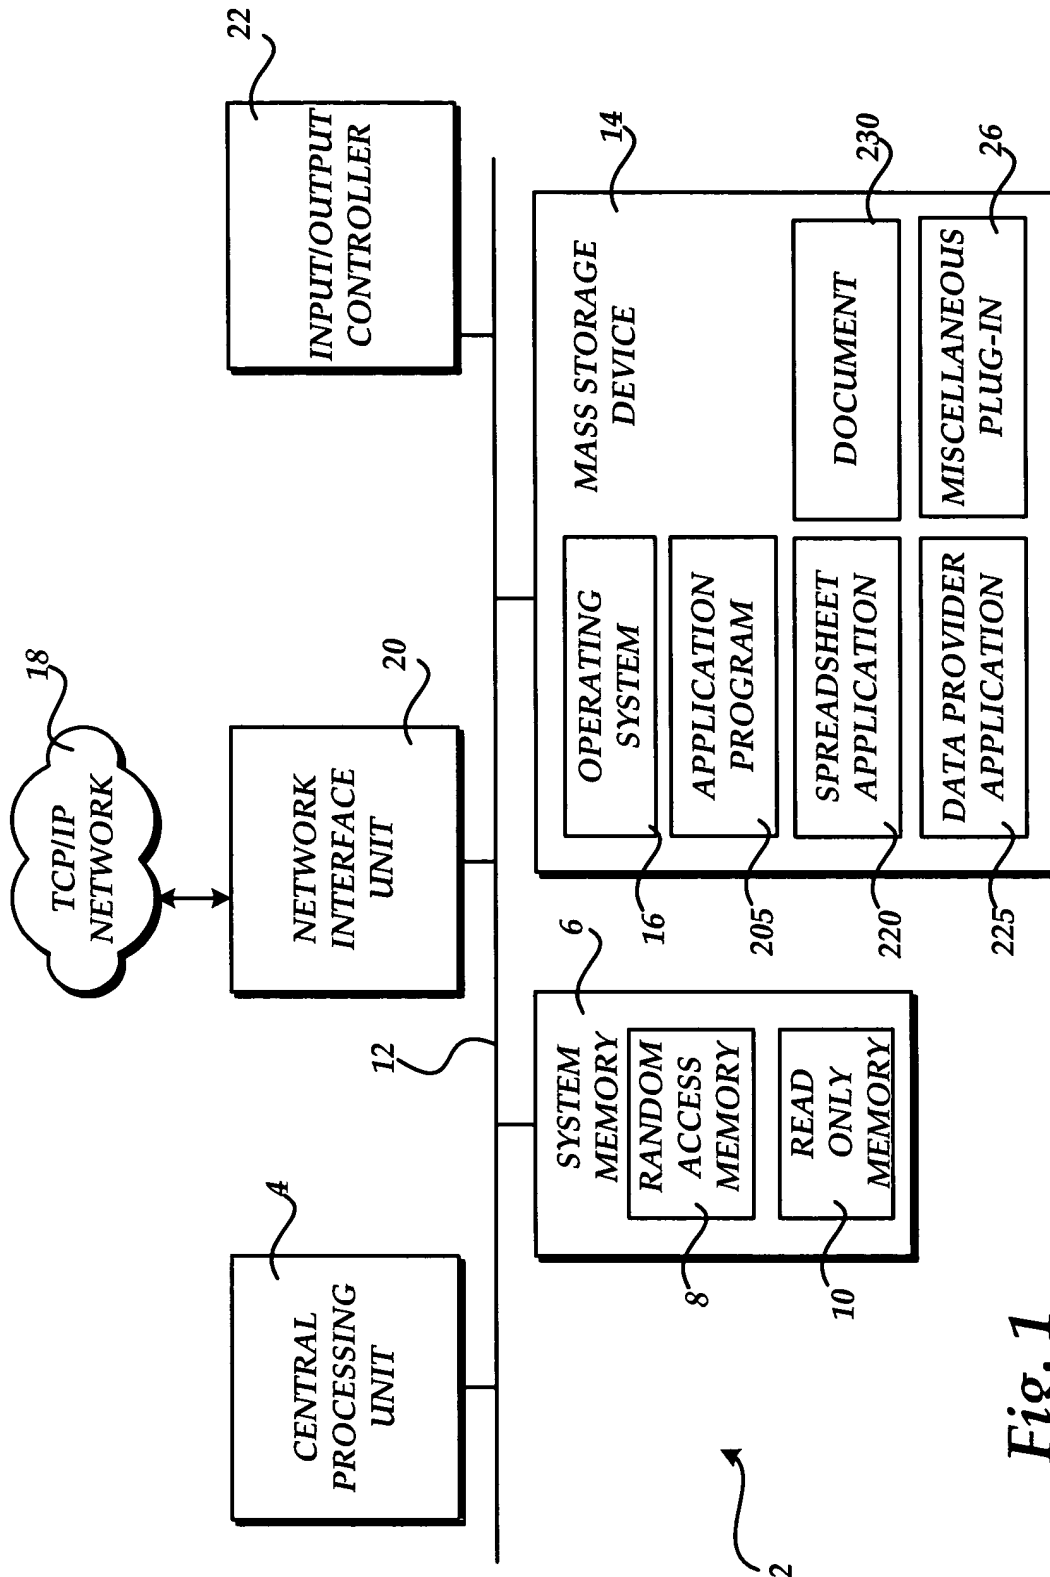 18
TCP/IP
NETWORK
4
CENTRAL
PROCESSING
UNIT
20
NETWORK
INTERFACE
UNIT
22
INPUT/OUTPUT
CONTROLLER
12
6
SYSTEM
MEMORY
RANDOM
ACCESS
MEMORY
8
READ
ONLY
MEMORY
10
14
MASS STORAGE
DEVICE
OPERATING
SYSTEM
16
APPLICATION
PROGRAM
205
SPREADSHEET
APPLICATION
220
DOCUMENT
230
DATA PROVIDER
APPLICATION
225
MISCELLANEOUS
PLUG-IN
26
2
Fig. 1